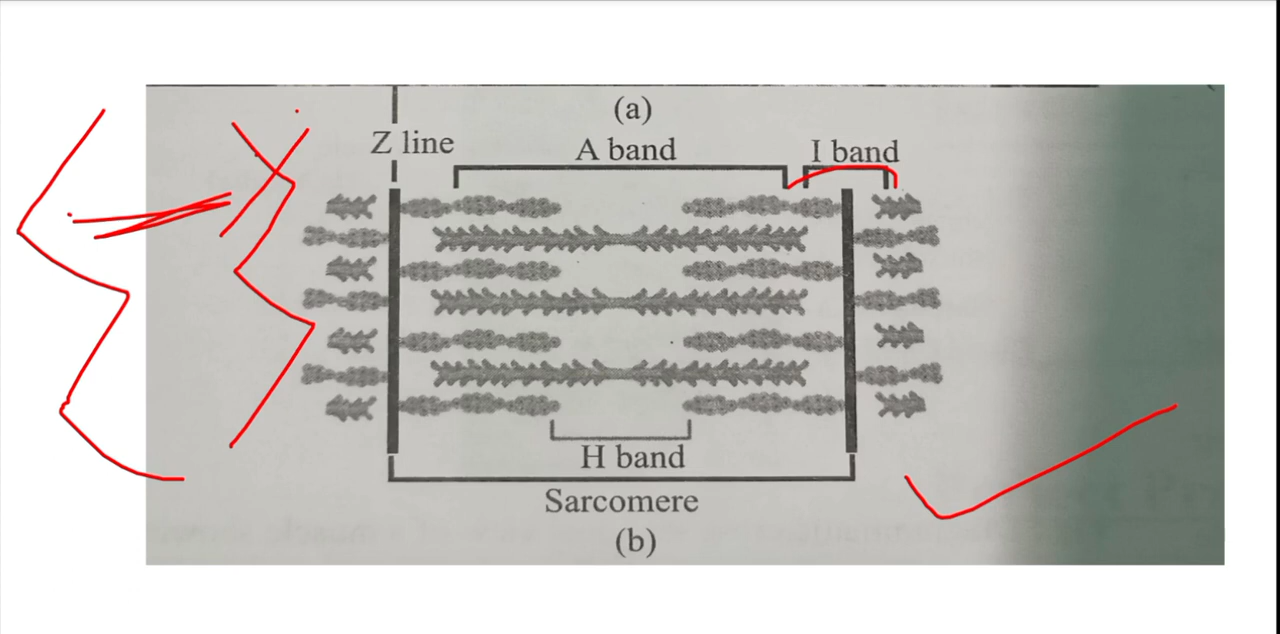 (a)
Z line
A band
I band
H band
Sarcomere
(b)